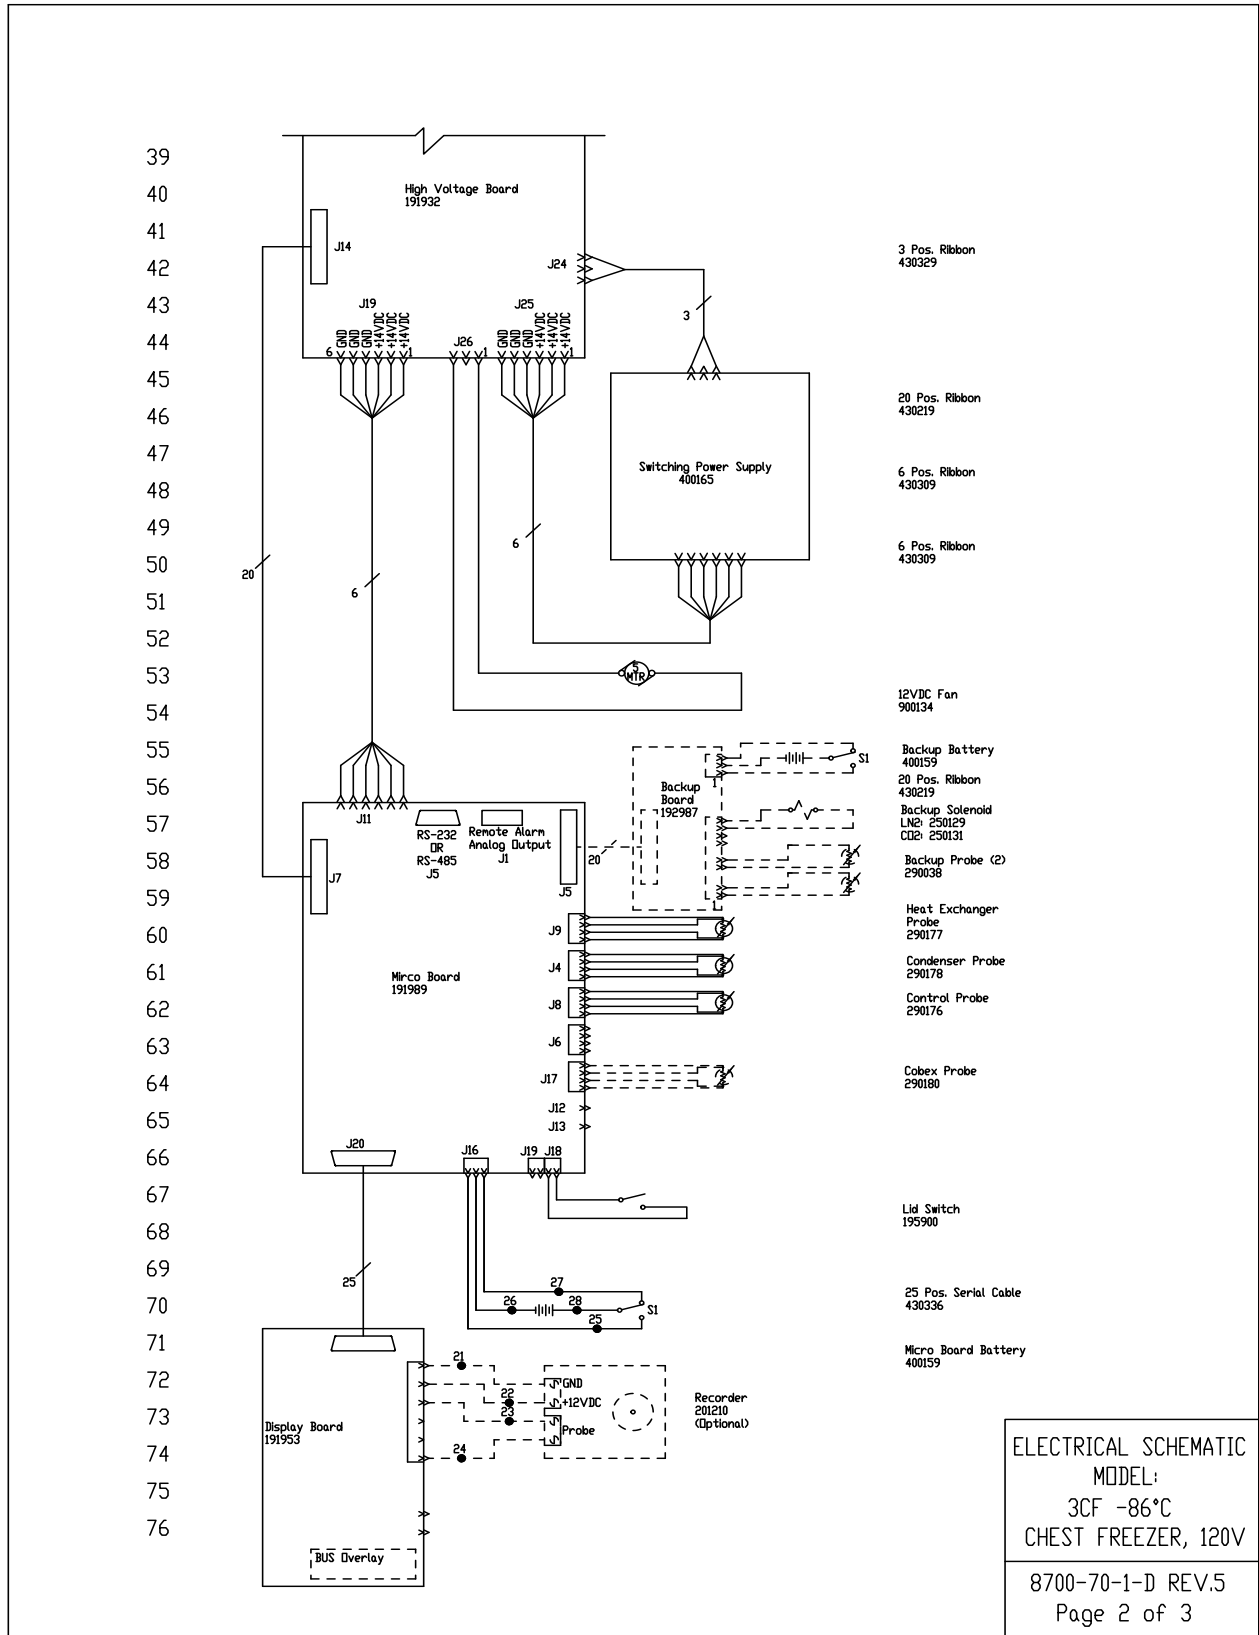 39
40
High Voltage Board
191932
41
J14
3 Pos. Ribbon
430329
42
J24
43
J19
J25
3
44
GND
GND
GND
+14VDC
+14VDC
+14VDC
GND
GND
GND
+14VDC
+14VDC
+14VDC
6
1
J26
1
1
45
46
20 Pos. Ribbon
430219
47
Switching Power Supply
400165
48
6 Pos. Ribbon
430309
49
6
50
6 Pos. Ribbon
430309
20
6
51
52
53
5
MTR
54
12VDC Fan
900134
55
S1
Backup Battery
400159
56
1
20 Pos. Ribbon
430219
Backup
Board
192987
57
J11
RS-232
OR
RS-485
J5
Remote Alarm
Analog Output
J1
Backup Solenoid
LN2: 250129
CO2: 250131
58
20
Backup Probe (2)
290038
J7
J5
59
1
Heat Exchanger
Probe
290177
60
J9
61
J4
Mirco Board
191989
Condenser Probe
290178
62
J8
Control Probe
290176
63
J6
64
J17
Cobex Probe
290180
65
J12
J13
66
J20
J16
J19
J18
67
68
Lid Switch
195900
69
25
70
27
26
28
S1
25
25 Pos. Serial Cable
430336
71
21
Micro Board Battery
400159
72
GND
22
+12VDC
Recorder
201210
(Optional)
73
23
Probe
Display Board
191953
74
24
75
76
BUS Overlay
ELECTRICAL SCHEMATIC
MODEL:
3CF -86°C
CHEST FREEZER, 120V
8700-70-1-D REV.5
Page 2 of 3